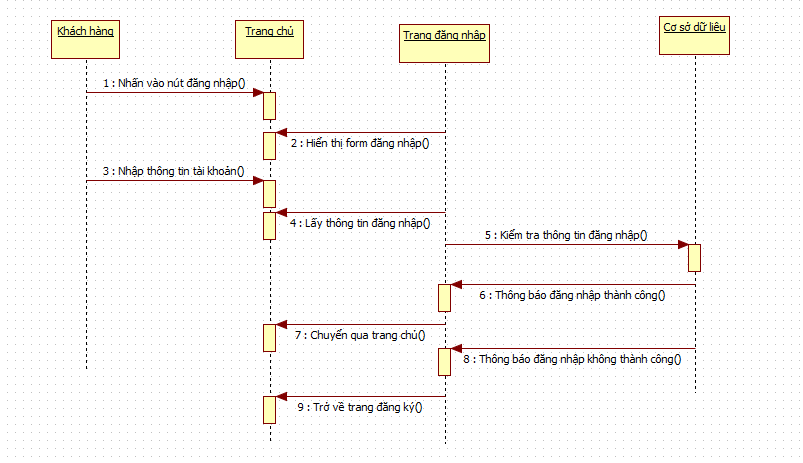 Khách hàng
Trang chủ
Trang đăng nhập
Cơ sở dữ liêu
1 : Nhấn vào nút đăng nhập()
2 : Hiển thị form đăng nhập()
3 : Nhập thông tin tài khoản()
4 : Lấy thông tin đăng nhập()
5 : Kiểm tra thông tin đăng nhập()
6 : Thông báo đăng nhập thành công()
7 : Chuyển qua trang chủ()
8 : Thông báo đăng nhập không thành công()
9 : Trở về trang đăng ký()